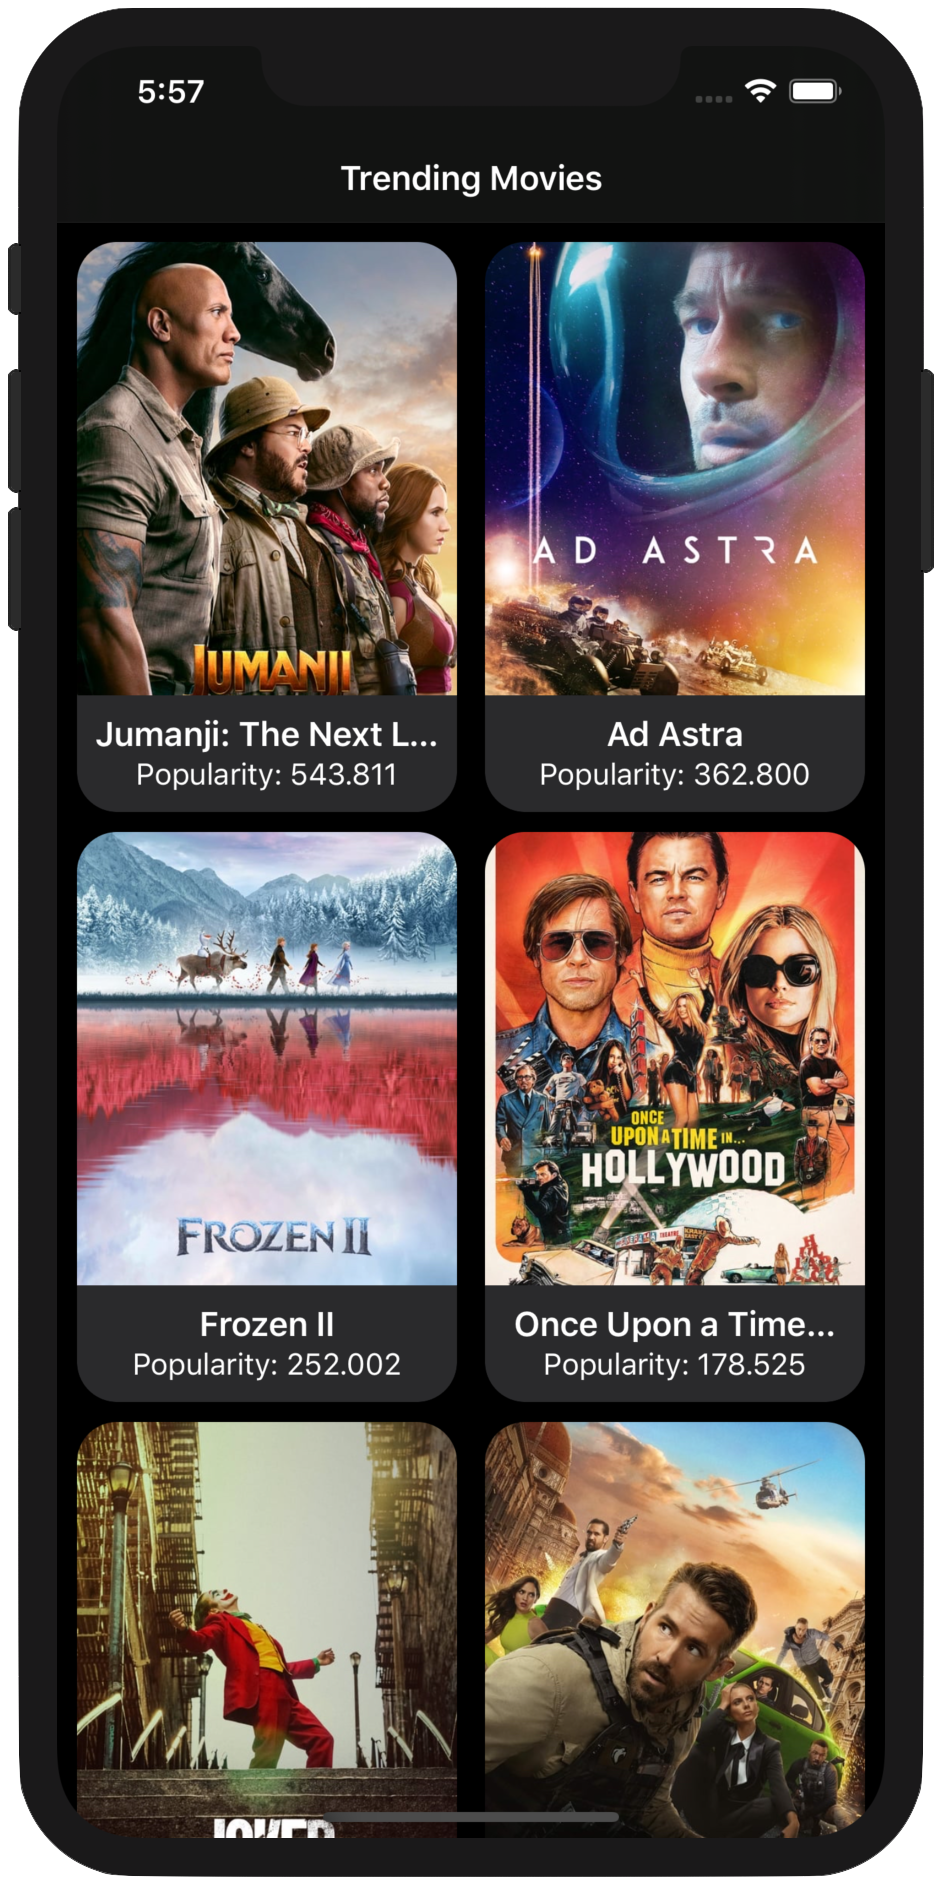 5:57
Trending Movies
JUMANJI
AD ASTRA
Jumanji: The Next L...
Popularity: 543.811
Ad Astra
Popularity: 362.800
FROZEN II
ONCE
UPON A TIME IN...
HOLLYWOOD
Frozen II
Popularity: 252.002
Once Upon a Time...
Popularity: 178.525
JOKER